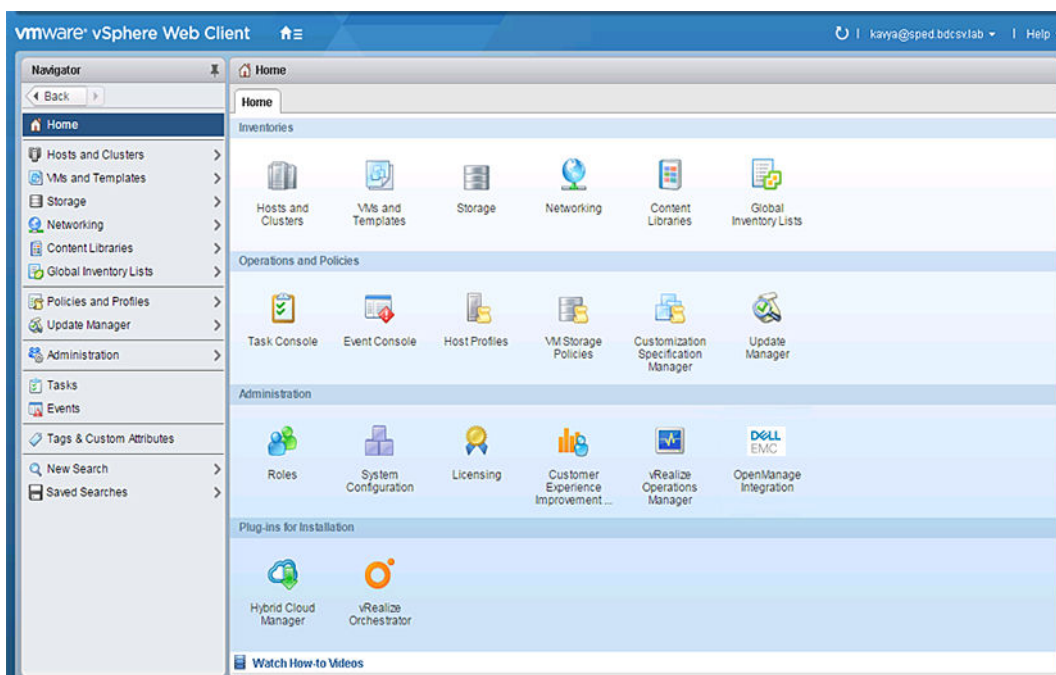 vmware® vSphere Web Client
kavya@sped.bdcsv.lab
Help
Navigator
Back
Home
Hosts and Clusters
VMs and Templates
Storage
Networking
Content Libraries
Global Inventory Lists
Policies and Profiles
Update Manager
Administration
Tasks
Events
Tags & Custom Attributes
New Search
Saved Searches
Home
Home
Inventories
Hosts and
Clusters
VMs and
Templates
Storage
Networking
Content
Libraries
Global
Inventory Lists
Operations and Policies
Task Console
Event Console
Host Profiles
VM Storage
Policies
Customization
Specification
Manager
Update
Manager
Administration
Roles
System
Configuration
Licensing
Customer
Experience
Improvement ...
vRealize
Operations
Manager
DELL
EMC
OpenManage
Integration
Plug-ins for Installation
Hybrid Cloud
Manager
vRealize
Orchestrator
Watch How-to Videos